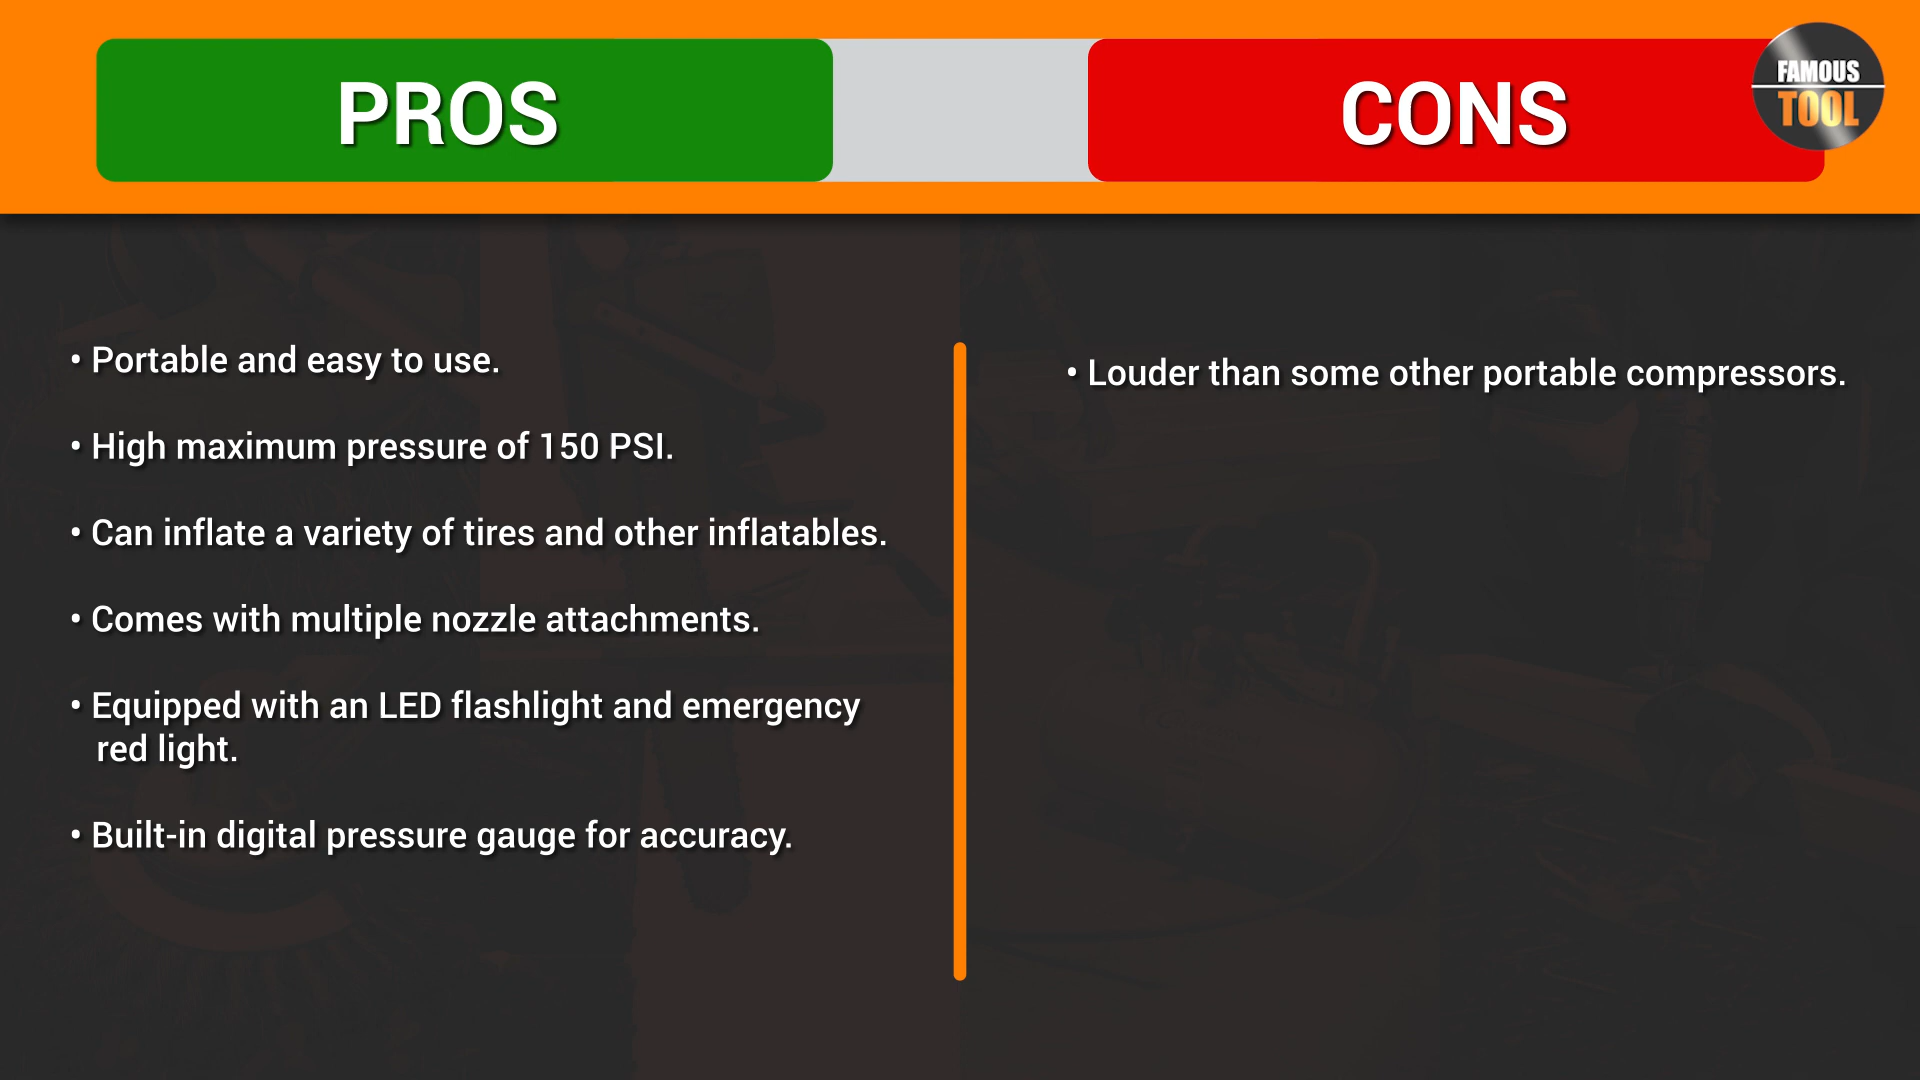 PROS
CONS
FAMOUS
TOOL
• Portable and easy to use.
• High maximum pressure of 150 PSI.
• Can inflate a variety of tires and other inflatables.
• Comes with multiple nozzle attachments.
• Equipped with an LED flashlight and emergency
red light.
• Built-in digital pressure gauge for accuracy.
• Louder than some other portable compressors.